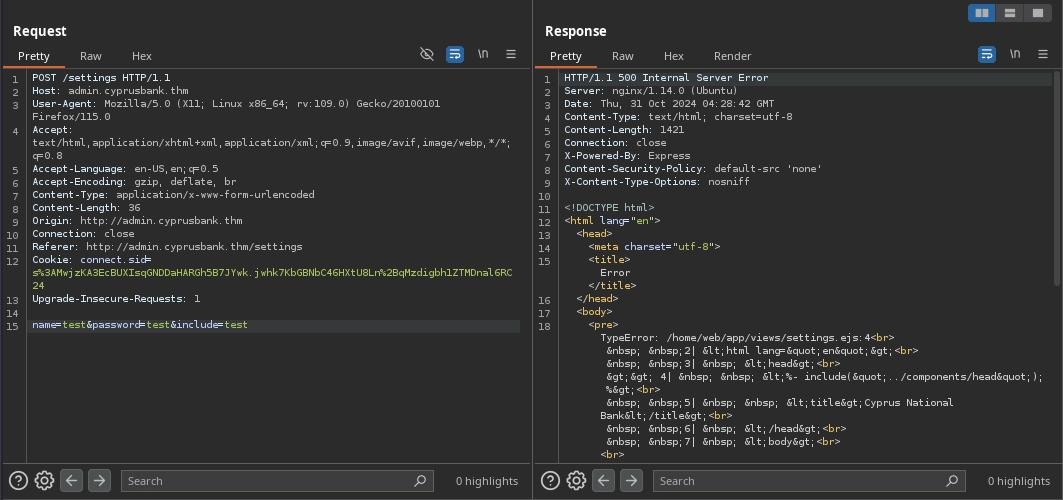 Request
Pretty Raw Hex \n
1 POST /settings HTTP/1.1
2 Host: admin.cyprusbank.thm
3 User-Agent: Mozilla/5.0 (X11; Linux x86_64; rv:109.0) Gecko/20100101
Firefox/115.0
4 Accept:
text/html,application/xhtml+xml,application/xml;q=0.9,image/avif,image/webp,*/*;
q=0.8
5 Accept-Language: en-US,en;q=0.5
6 Accept-Encoding: gzip, deflate, br
7 Content-Type: application/x-www-form-urlencoded
8 Content-Length: 36
9 Origin: http://admin.cyprusbank.thm
10 Connection: close
11 Referer: http://admin.cyprusbank.thm/settings
12 Cookie: connect.sid=
s%3AMwjzKA3EcBUXIsqGNDDaHARGh5B7JYwk.jwhk7KbGBNbC46HXtU8Ln%2BqMzdigbh1ZTMDnal6RC
24
13 Upgrade-Insecure-Requests: 1
14
15 name=test&password=test&include=test
Search 0 highlights
Response
Pretty Raw Hex Render \n
1 HTTP/1.1 500 Internal Server Error
2 Server: nginx/1.14.0 (Ubuntu)
3 Date: Thu, 31 Oct 2024 04:28:42 GMT
4 Content-Type: text/html; charset=utf-8
5 Content-Length: 1421
6 Connection: close
7 X-Powered-By: Express
8 Content-Security-Policy: default-src 'none'
9 X-Content-Type-Options: nosniff
10
11 <!DOCTYPE html>
12 <html lang="en">
13 <head>
14 <meta charset="utf-8">
15 <title>
Error
</title>
16 </head>
17 <body>
18 <pre>
TypeError: /home/web/app/views/settings.ejs:4<br>
&nbsp; &nbsp;2| &lt;html lang=&quot;en&quot;&gt;<br>
&nbsp; &nbsp;3| &lt;head&gt;<br>
&gt;&gt; 4| &nbsp; &nbsp; &lt;%- include(&quot;../components/head&quot;);
%&gt;<br>
&nbsp; &nbsp;5| &nbsp; &nbsp; &lt;title&gt;Cyprus National
Bank&lt;/title&gt;<br>
&nbsp; &nbsp;6| &nbsp; &lt;/head&gt;<br>
&nbsp; &nbsp;7| &nbsp; &lt;body&gt;<br>
<br>
Search 0 highlights